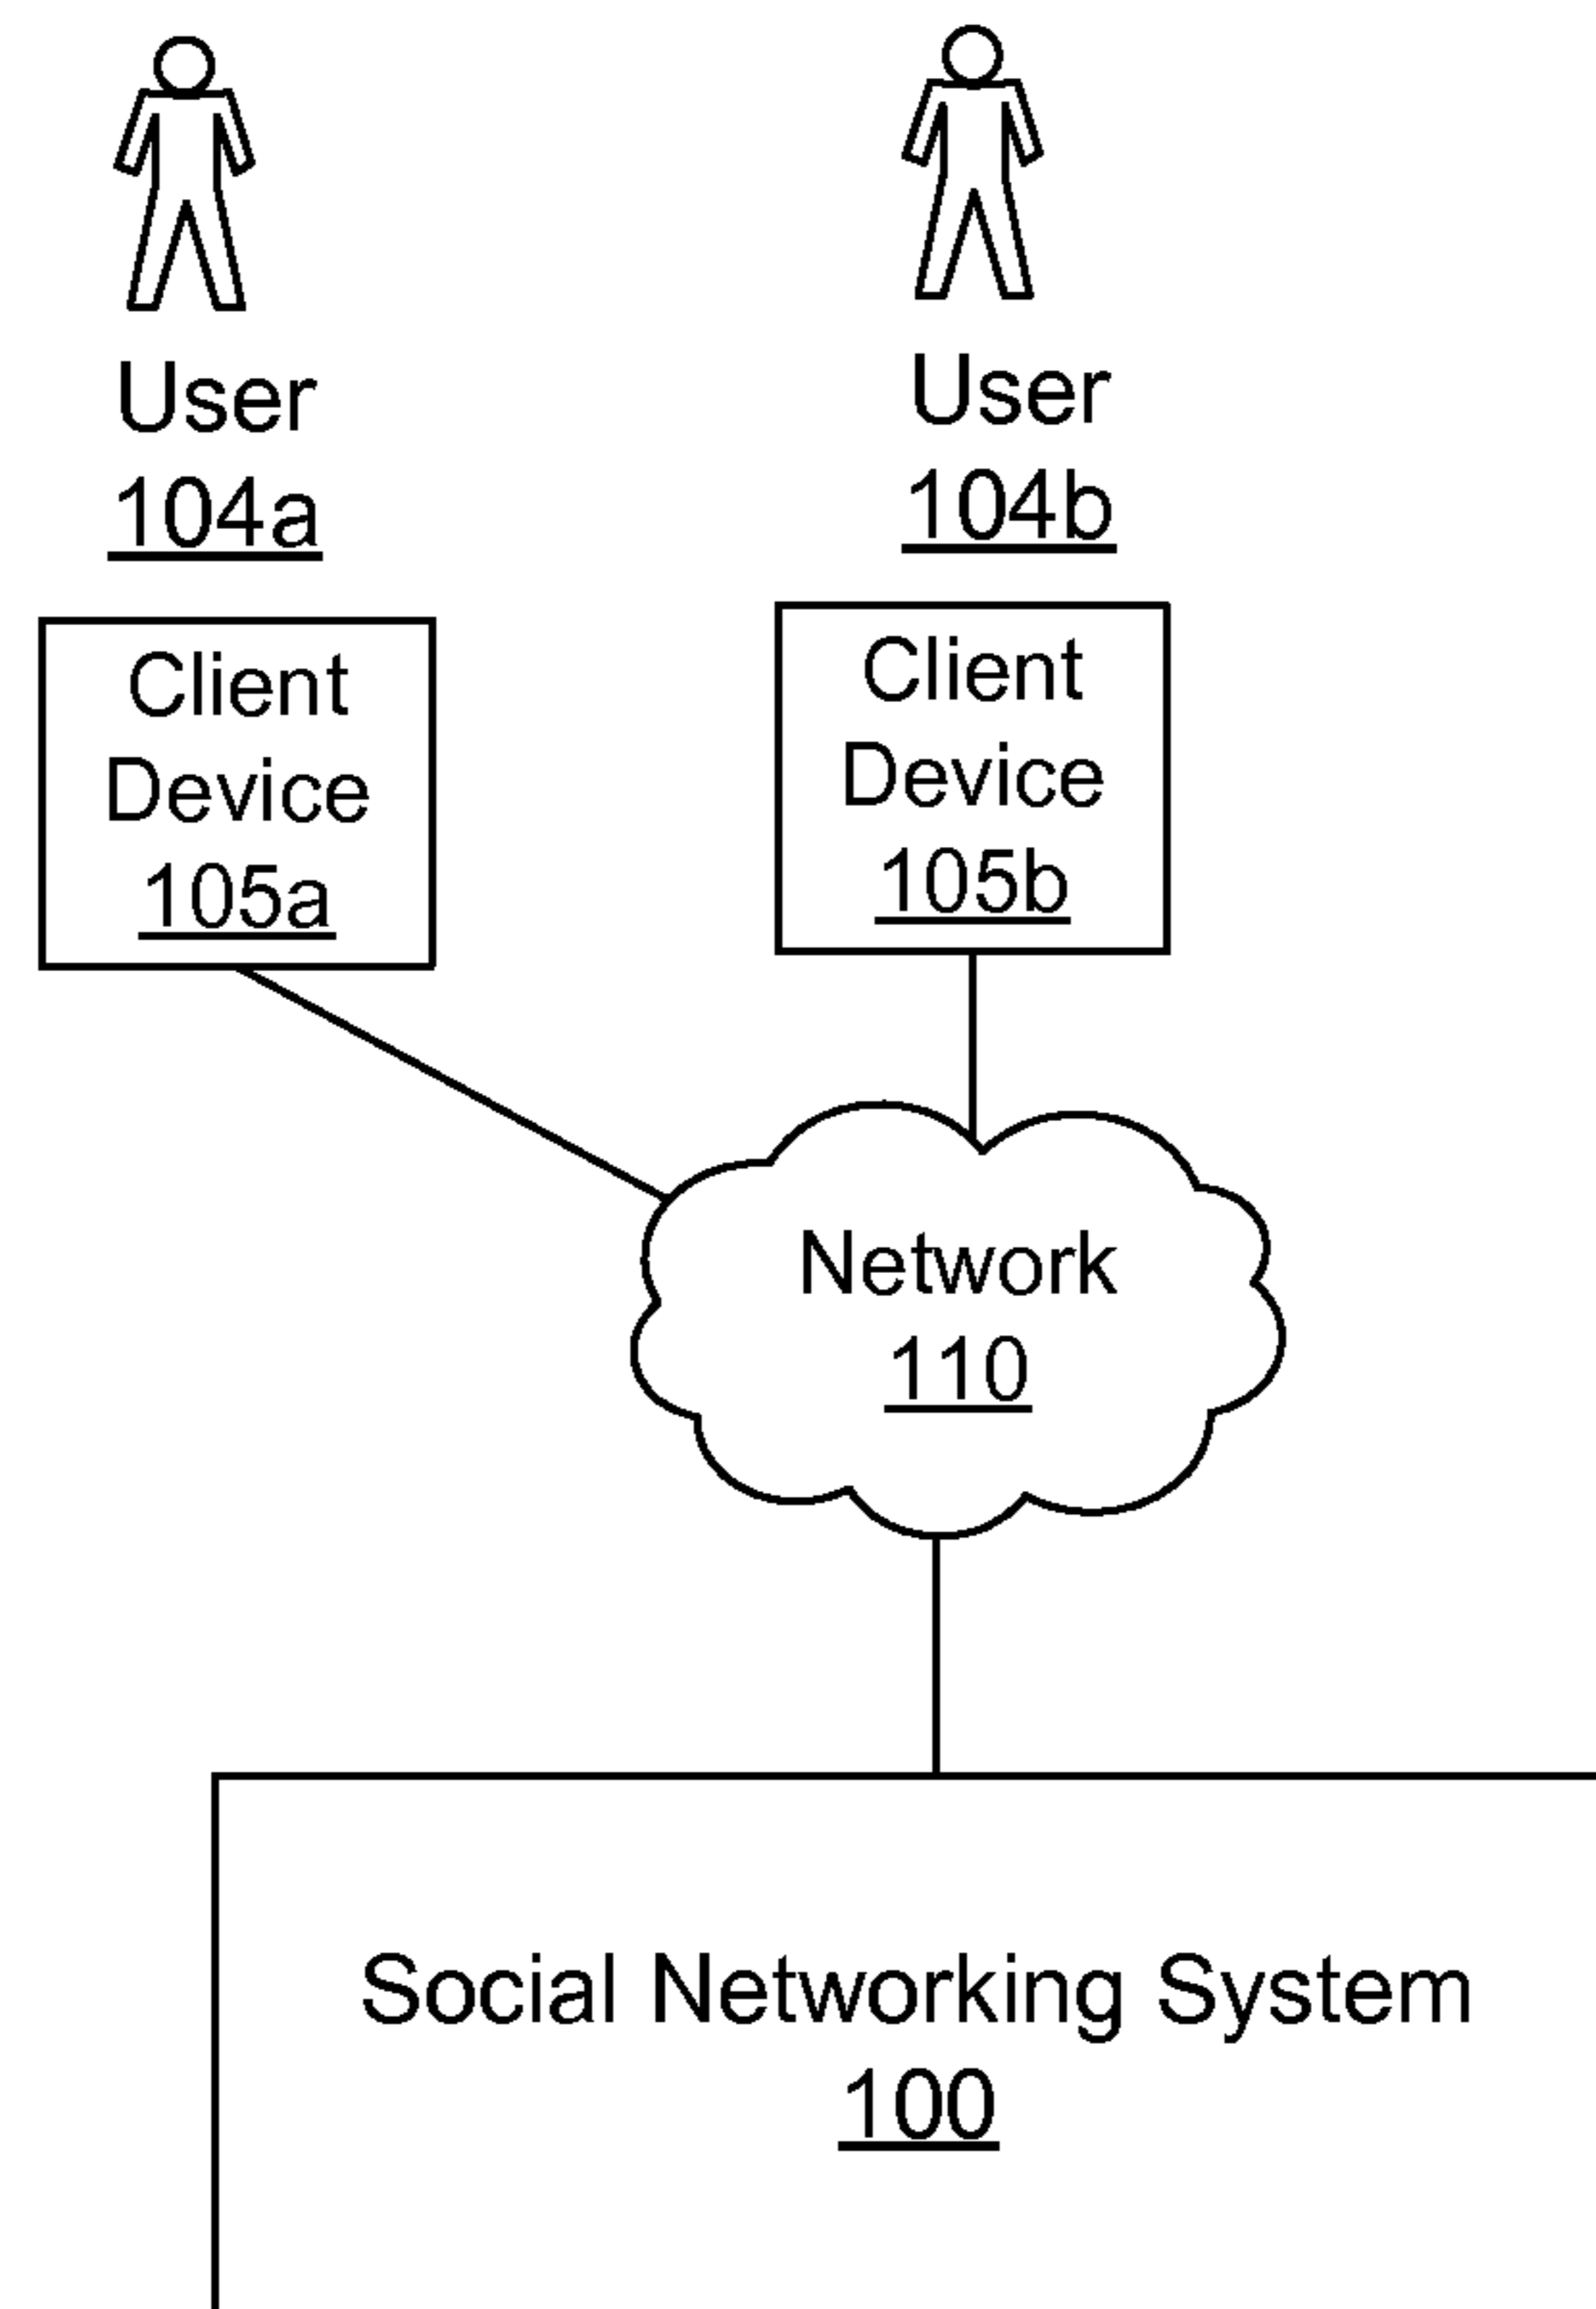 User
104a
User
104b
Client
Device
105a
Client
Device
105b
Network
110
Social Networking System
100